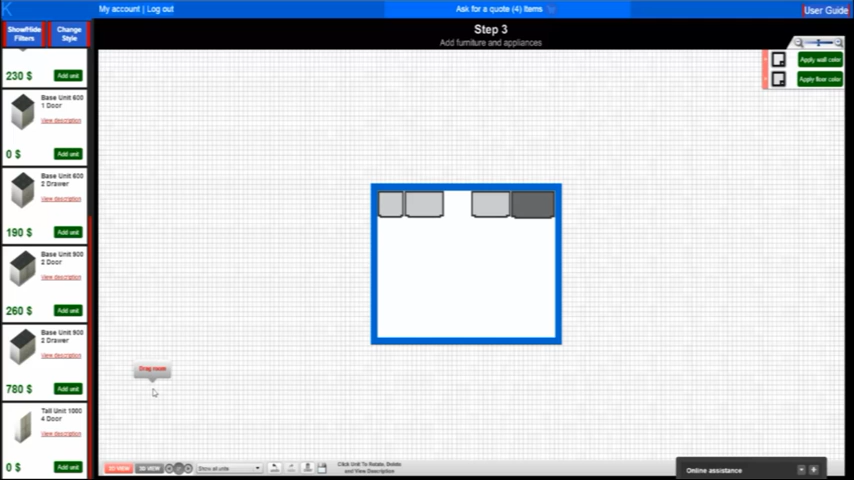 My account | Log out
Ask for a quote (4) Items
User Guide
Show/Hide Filters
Change Style
Step 3
Add furniture and appliances
230 $
Add unit
Base Unit 600
1 Door
View description
0 $
Add unit
Base Unit 600
2 Drawer
View description
190 $
Add unit
Base Unit 900
2 Door
View description
260 $
Add unit
Base Unit 900
2 Drawer
View description
780 $
Add unit
Tall Unit 1000
4 Door
View description
0 $
Add unit
Apply wall color
Apply floor color
Drag room
2D VIEW
3D VIEW
Show all units
Click Unit To Rotate, Delete
and View Description
Online assistance